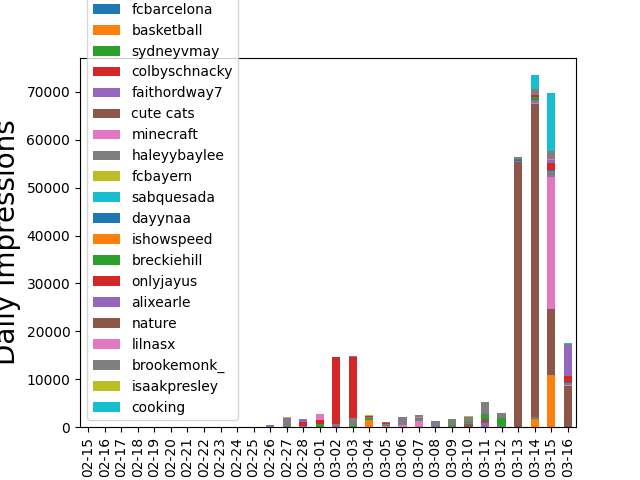 fcbarcelona
basketball
sydneyvmay
colbyschnacky
faithordway7
cute cats
minecraft
haleyybaylee
fcbayern
sabquesada
dayynaa
ishowspeed
breckiehill
onlyjayus
alixearle
nature
lilnasx
brookemonk_
isaakpresley
cooking
Daily Impressions
70000
60000
50000
40000
30000
20000
10000
0
02-15
02-16
02-17
02-18
02-19
02-20
02-21
02-22
02-23
02-24
02-25
02-26
02-27
02-28
03-01
03-02
03-03
03-04
03-05
03-06
03-07
03-08
03-09
03-10
03-11
03-12
03-13
03-14
03-15
03-16